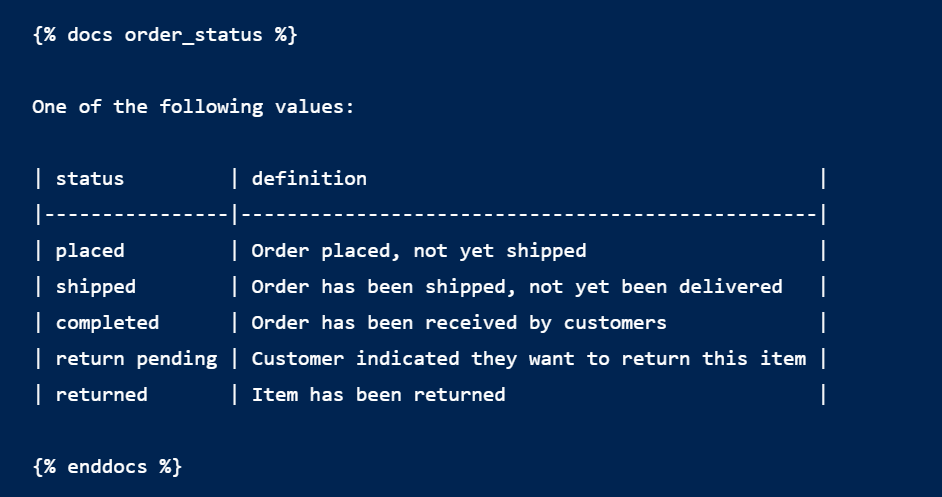 {% docs order_status %}
One of the following values:
| status         | definition                                       |
|----------------|--------------------------------------------------|
| placed         | Order placed, not yet shipped                    |
| shipped        | Order has been shipped, not yet been delivered   |
| completed      | Order has been received by customers             |
| return pending | Customer indicated they want to return this item |
| returned       | Item has been returned                           |
{% enddocs %}